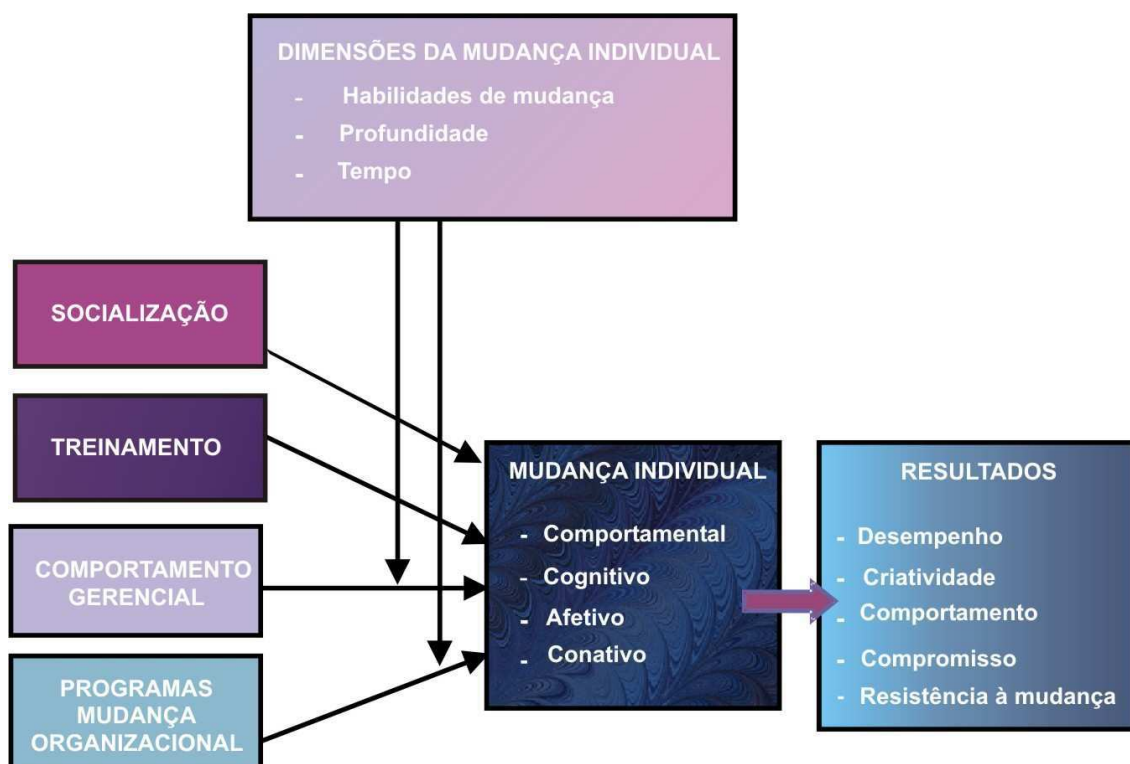 DIMENSÕES DA MUDANÇA INDIVIDUAL
- Habilidades de mudança
- Profundidade
- Tempo
SOCIALIZAÇÃO
TREINAMENTO
COMPORTAMENTO
GERENCIAL
PROGRAMAS
MUDANÇA
ORGANIZACIONAL
MUDANÇA INDIVIDUAL
- Comportamental
- Cognitivo
- Afetivo
- Conativo
RESULTADOS
- Desempenho
- Criatividade
- Comportamento
- Compromisso
- Resistência à mudança